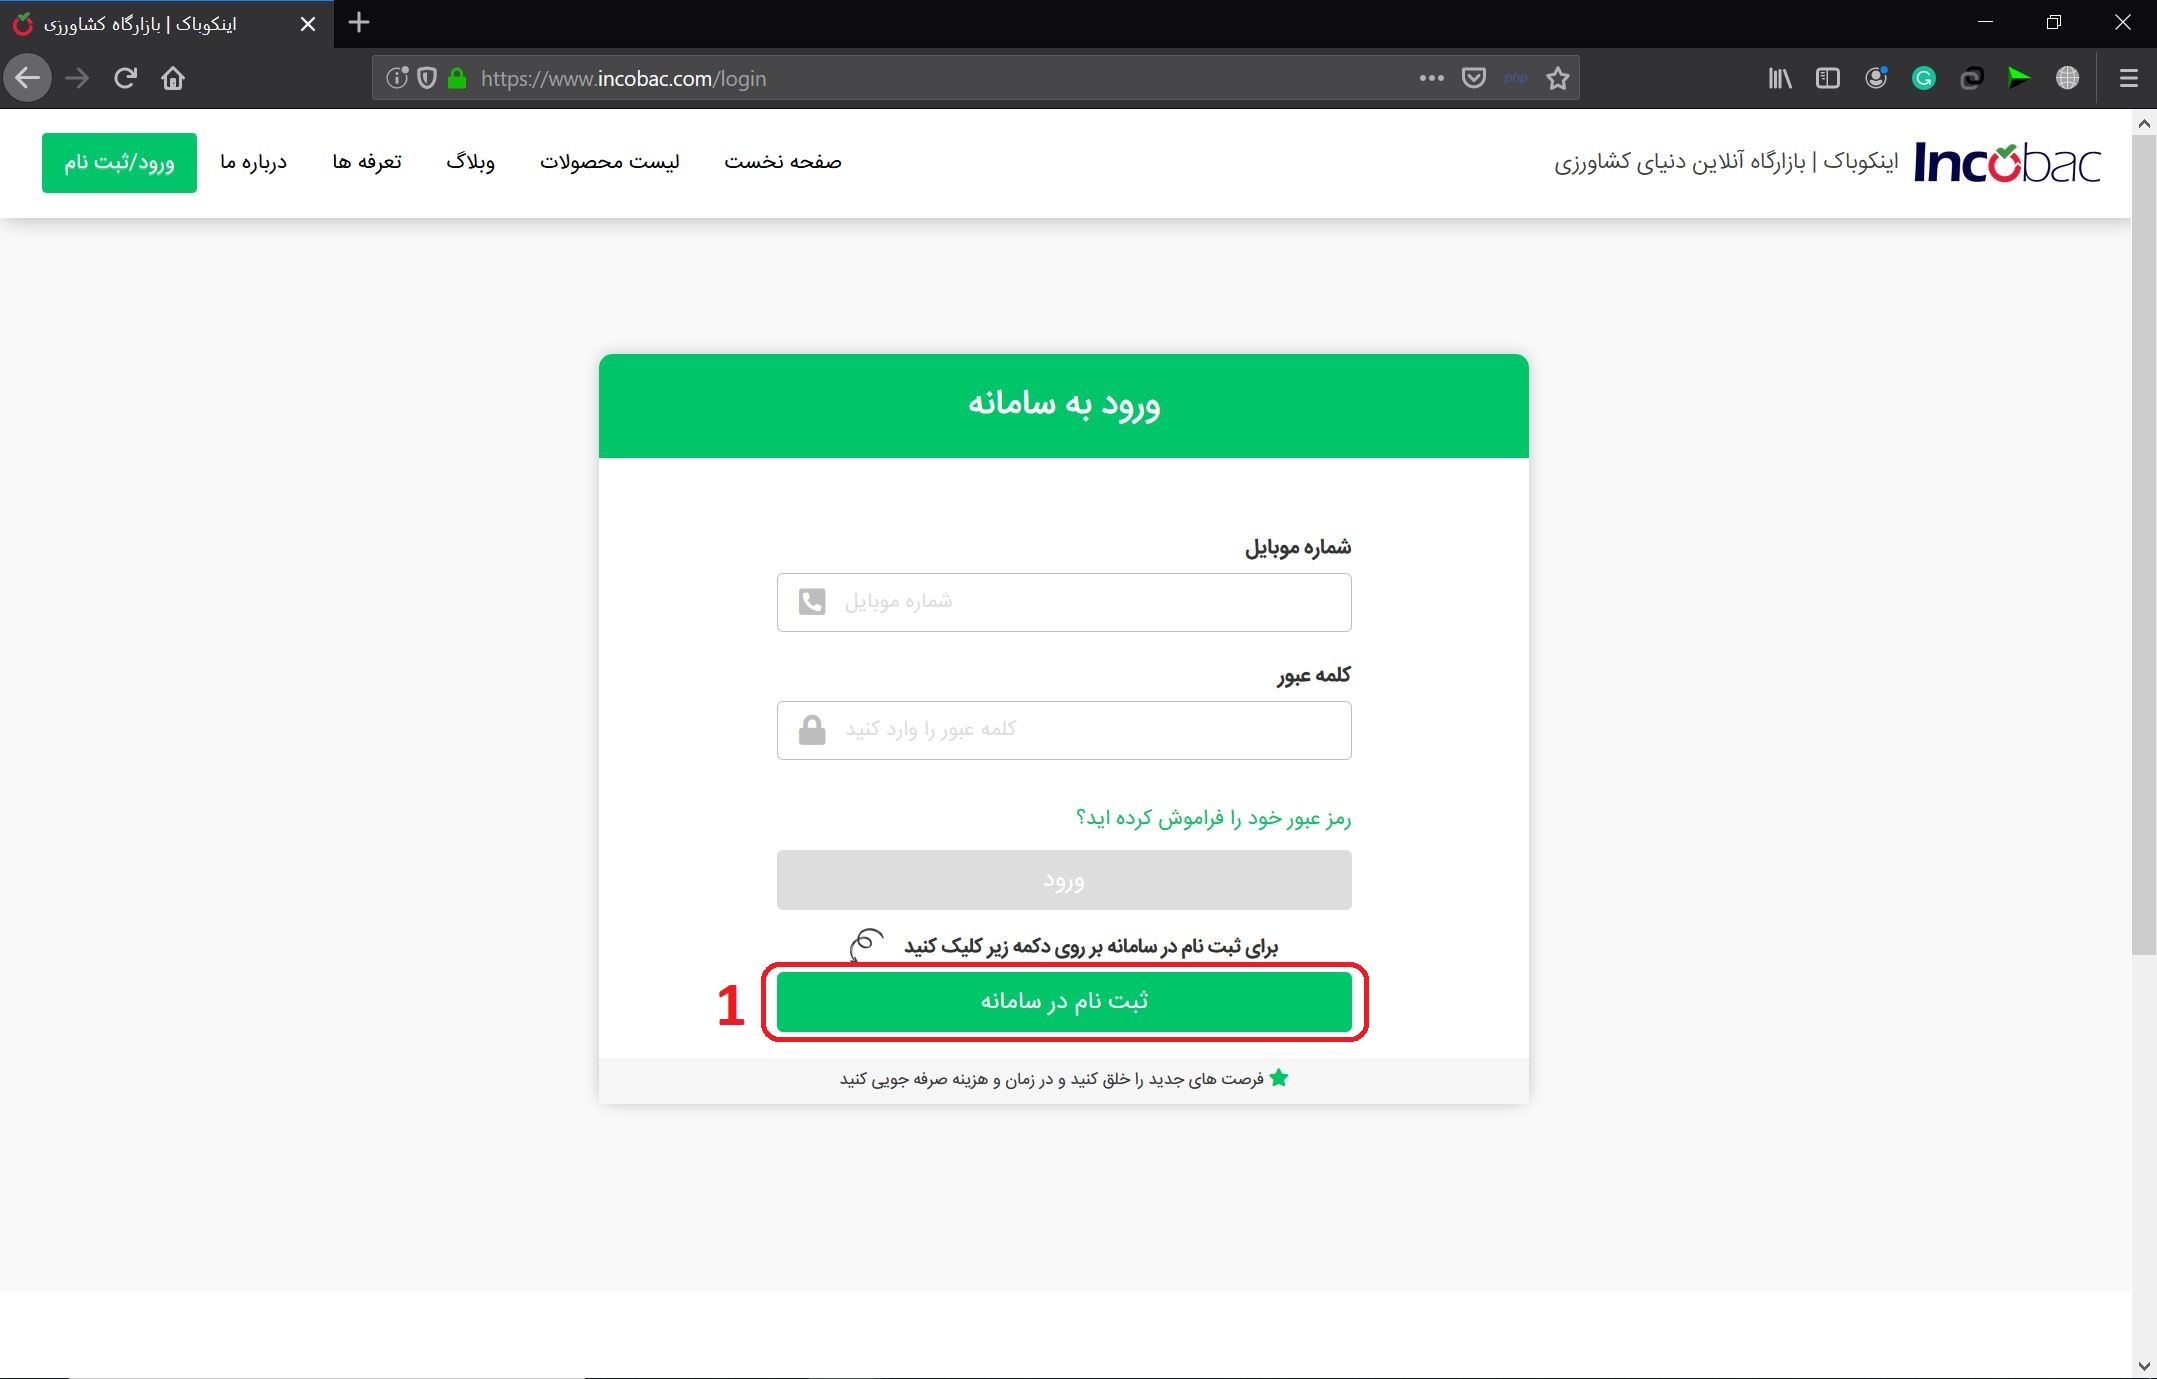 اینکوباک | بازارگاه کشاورزی
https://www.incobac.com/login
php
Incobac
اینکوباک | بازارگاه آنلاین دنیای کشاورزی
صفحه نخست
لیست محصولات
وبلاگ
تعرفه ها
درباره ما
ورود/ثبت نام
ورود به سامانه
شماره موبایل
شماره موبایل
کلمه عبور
کلمه عبور را وارد کنید
رمز عبور خود را فراموش کرده اید؟
ورود
برای ثبت نام در سامانه بر روی دکمه زیر کلیک کنید
ثبت نام در سامانه
1
فرصت های جدید را خلق کنید و در زمان و هزینه صرفه جویی کنید